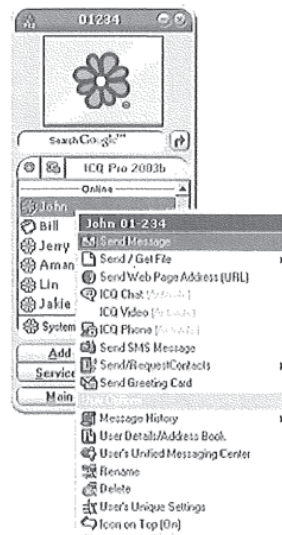 01234
Search Google™
ICQ Pro 2003b
Online
John
Bill
Jerry
Aman
Lin
Jakie
System
Add
Service
Main
John 01-234
Send Message
Send / Get File
Send Web Page Address (URL)
ICQ Chat
ICQ Video
ICQ Phone
Send SMS Message
Send/Request Contacts
Send Greeting Card
User Options
Message History
User Details/Address Book
User's Unified Messaging Center
Rename
Delete
User's Unique Settings
Icon on Top (On)